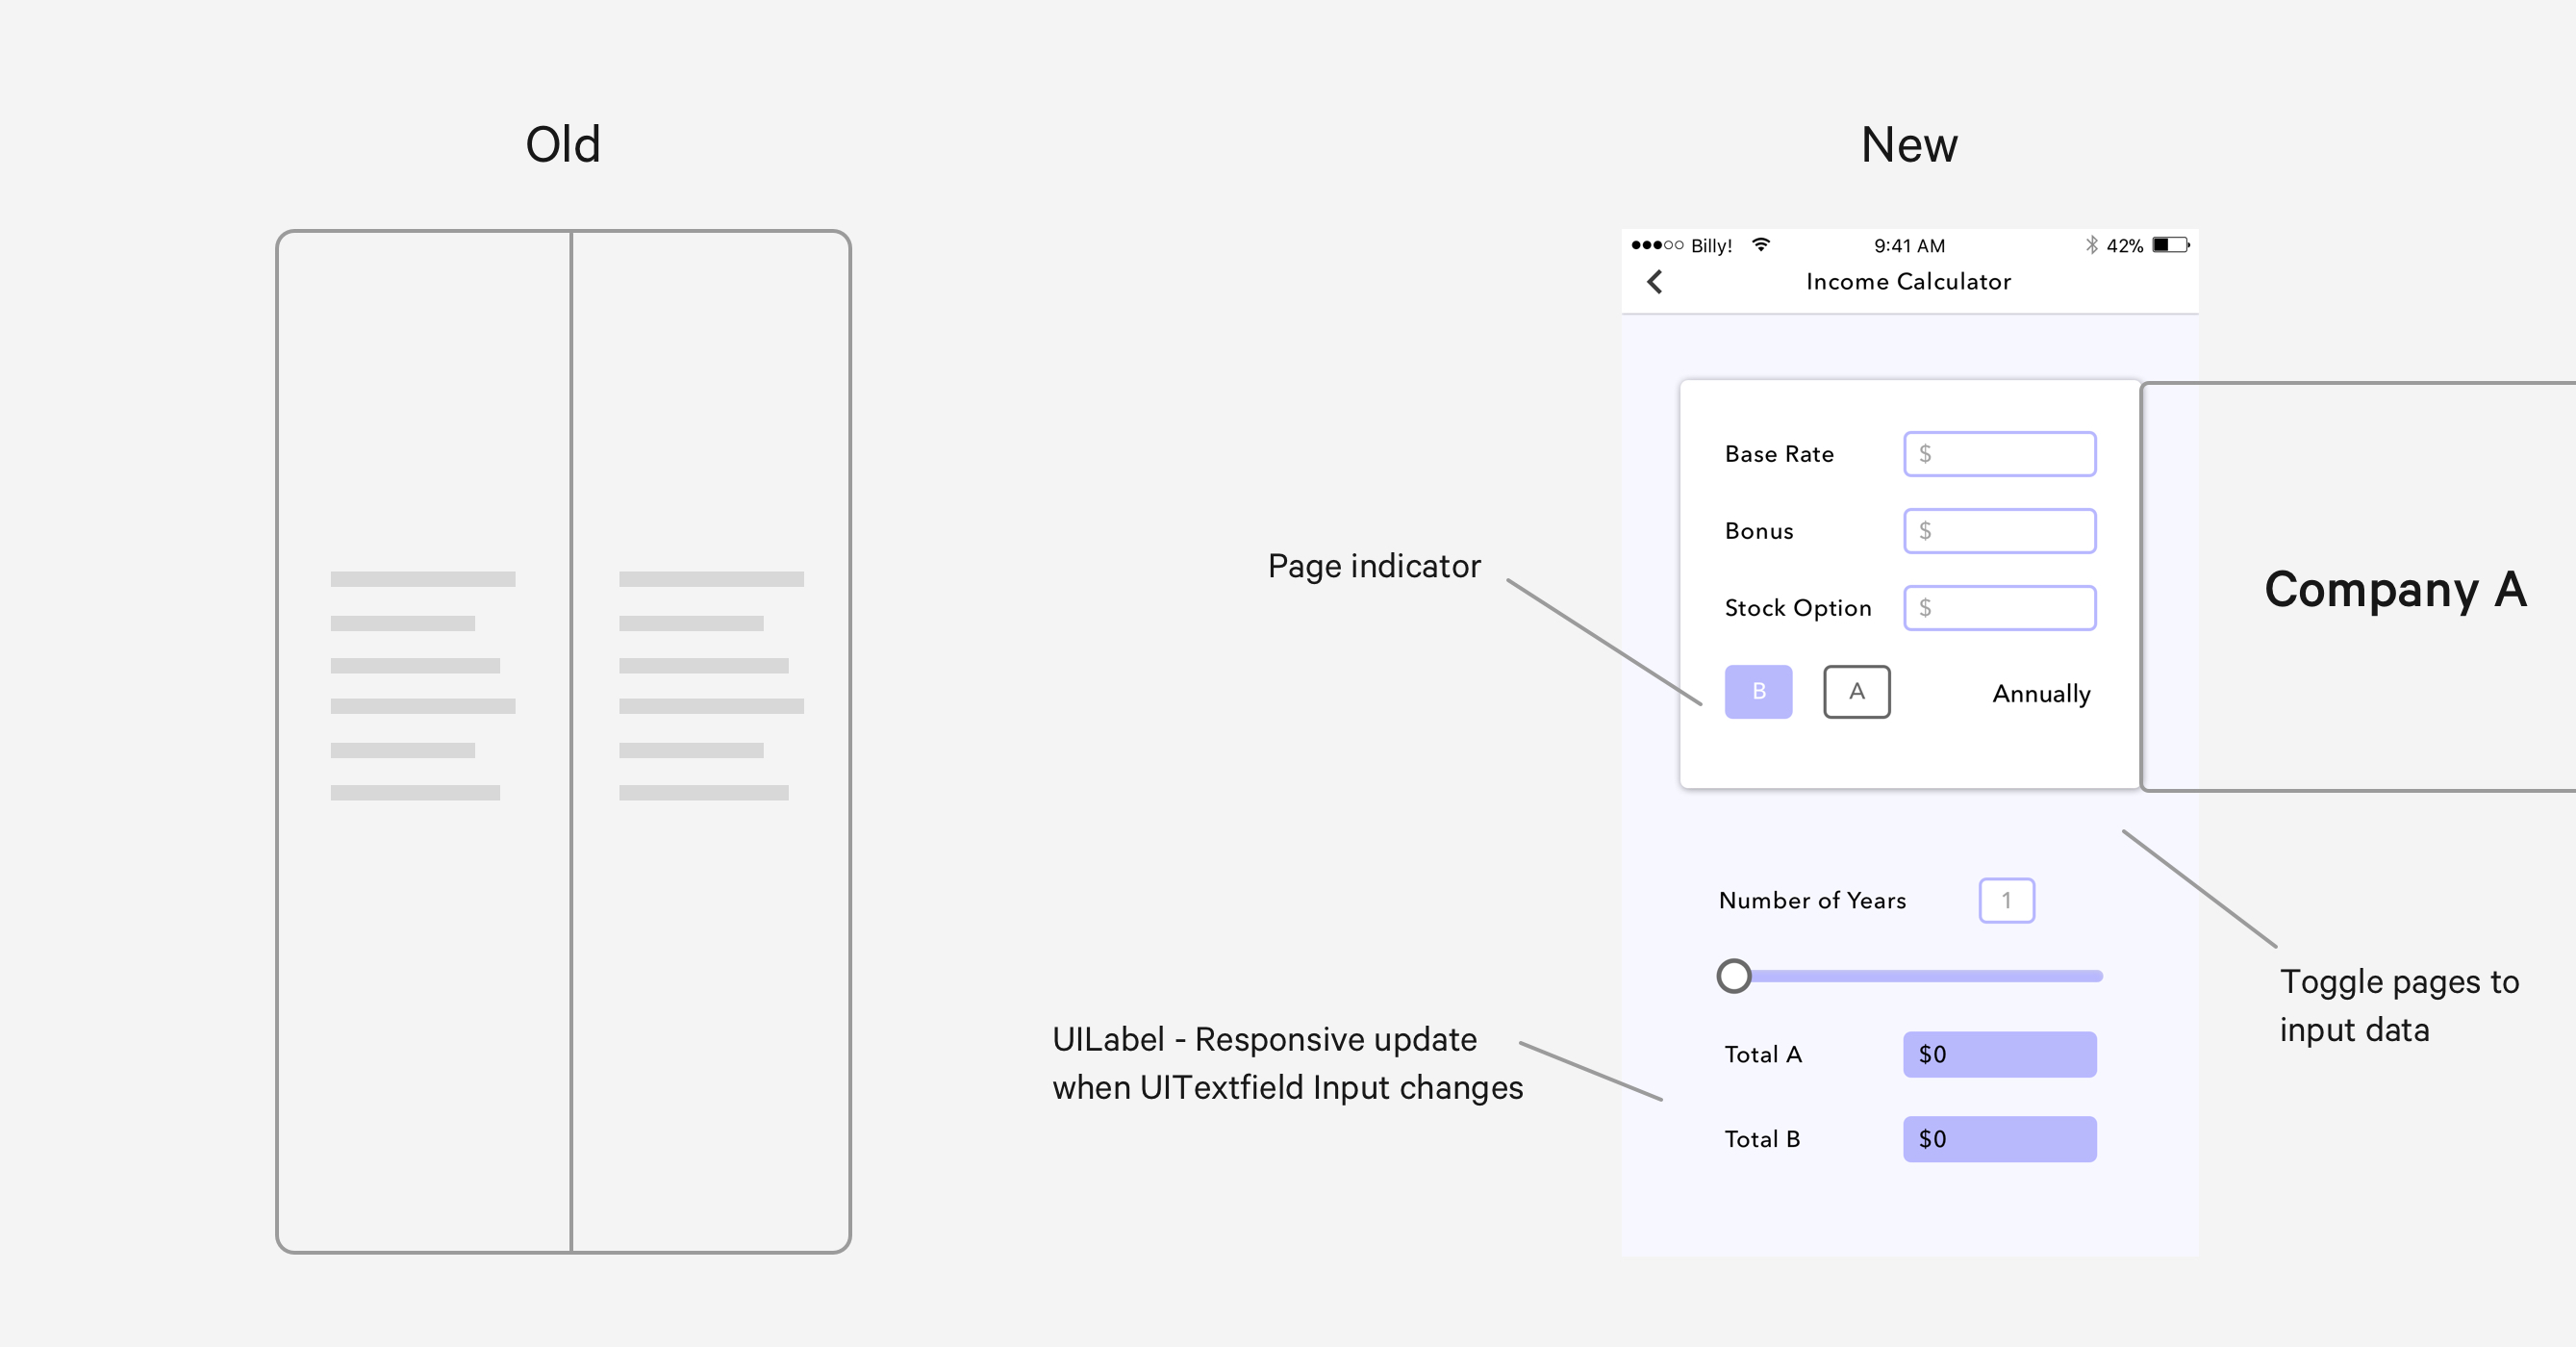 Old
New
Billy!
9:41 AM
42%
Income Calculator
Base Rate
$
Bonus
$
Stock Option
$
B
A
Annually
Page indicator
Company A
Number of Years
1
Toggle pages to
input data
UILabel - Responsive update
when UITextfield Input changes
Total A
$0
Total B
$0